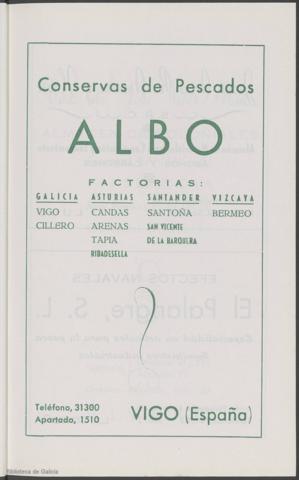 Conservas de Pescados
ALBO
FACTORIAS:
GALICIA ASTURIAS SANTANDER VIZCAYA
VIGO CANDAS SANTOÑA BERMEO
CILLERO ARENAS SAN VICENTE
TAPIA DE LA BARQUERA
RIBADESELLA
Teléfono, 31300
Apartado, 1510
VIGO (España)
Biblioteca de Galicia